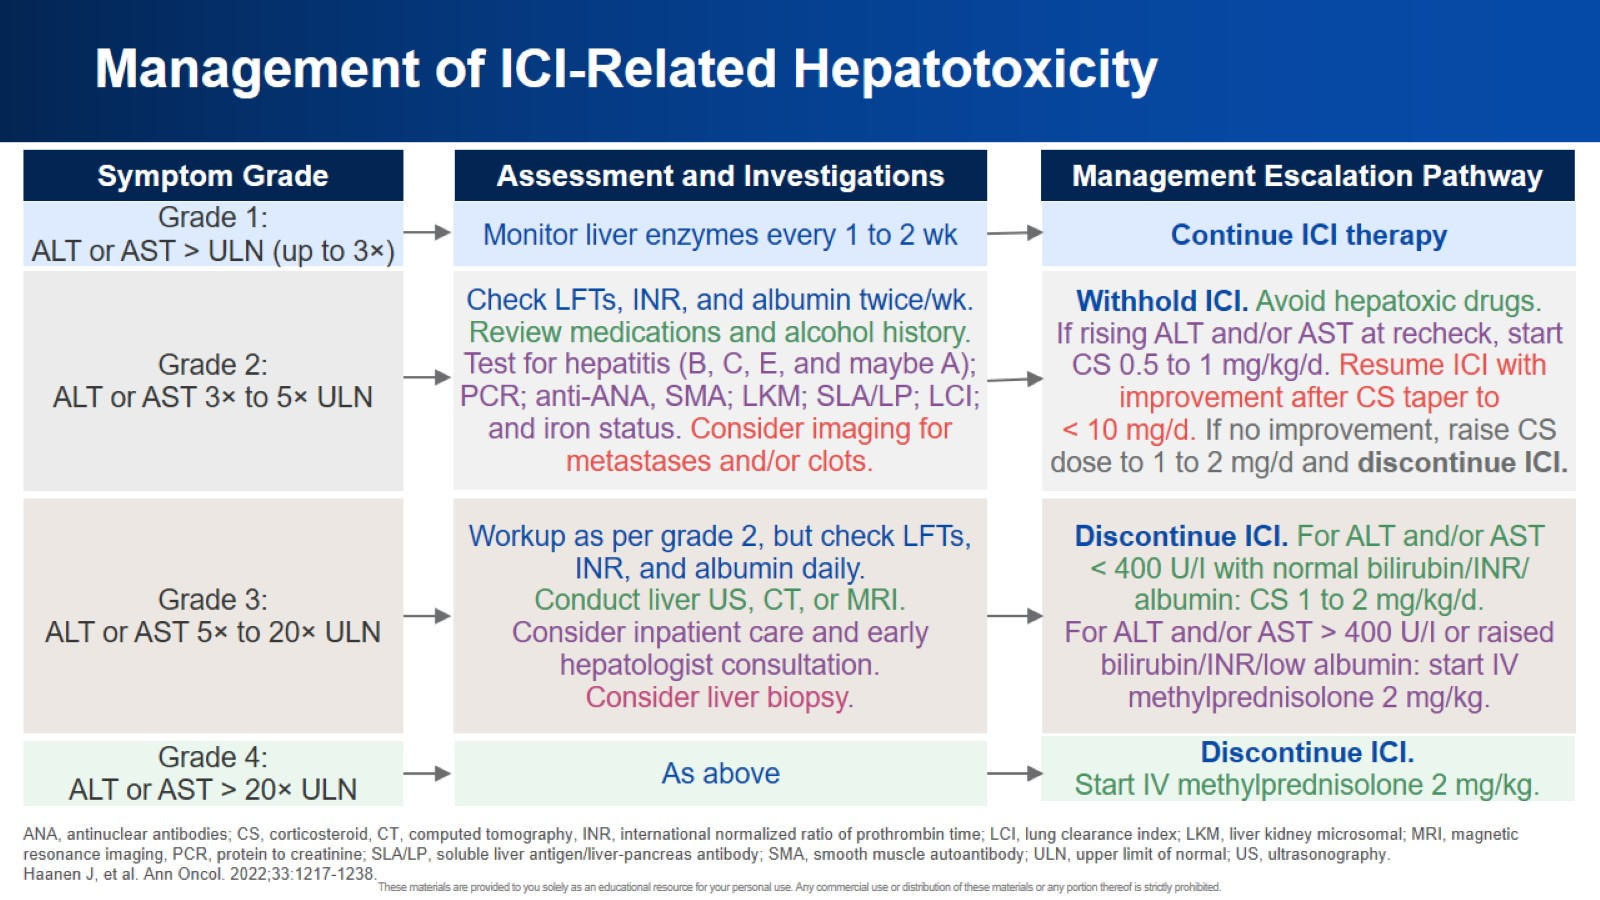 Management of ICI-Related Hepatotoxicity
Symptom Grade
Assessment and Investigations
Management Escalation Pathway
Grade 1:
ALT or AST > ULN (up to 3×)
Monitor liver enzymes every 1 to 2 wk
Continue ICI therapy
Grade 2:
ALT or AST 3× to 5× ULN
Check LFTs, INR, and albumin twice/wk.
Review medications and alcohol history.
Test for hepatitis (B, C, E, and maybe A);
PCR; anti-ANA, SMA; LKM; SLA/LP; LCI;
and iron status. Consider imaging for
metastases and/or clots.
Withhold ICI. Avoid hepatoxic drugs.
If rising ALT and/or AST at recheck, start
CS 0.5 to 1 mg/kg/d. Resume ICI with
improvement after CS taper to
< 10 mg/d. If no improvement, raise CS
dose to 1 to 2 mg/d and discontinue ICI.
Grade 3:
ALT or AST 5× to 20× ULN
Workup as per grade 2, but check LFTs,
INR, and albumin daily.
Conduct liver US, CT, or MRI.
Consider inpatient care and early
hepatologist consultation.
Consider liver biopsy.
Discontinue ICI. For ALT and/or AST
< 400 U/l with normal bilirubin/INR/
albumin: CS 1 to 2 mg/kg/d.
For ALT and/or AST > 400 U/l or raised
bilirubin/INR/low albumin: start IV
methylprednisolone 2 mg/kg.
Grade 4:
ALT or AST > 20× ULN
As above
Discontinue ICI.
Start IV methylprednisolone 2 mg/kg.
ANA, antinuclear antibodies; CS, corticosteroid, CT, computed tomography, INR, international normalized ratio of prothrombin time; LCI, lung clearance index; LKM, liver kidney microsomal; MRI, magnetic
resonance imaging, PCR, protein to creatinine; SLA/LP, soluble liver antigen/liver-pancreas antibody; SMA, smooth muscle autoantibody; ULN, upper limit of normal; US, ultrasonography.
Haanen J, et al. Ann Oncol. 2022;33:1217-1238.
These materials are provided to you solely as an educational resource for your personal use. Any commercial use or distribution of these materials or any portion thereof is strictly prohibited.